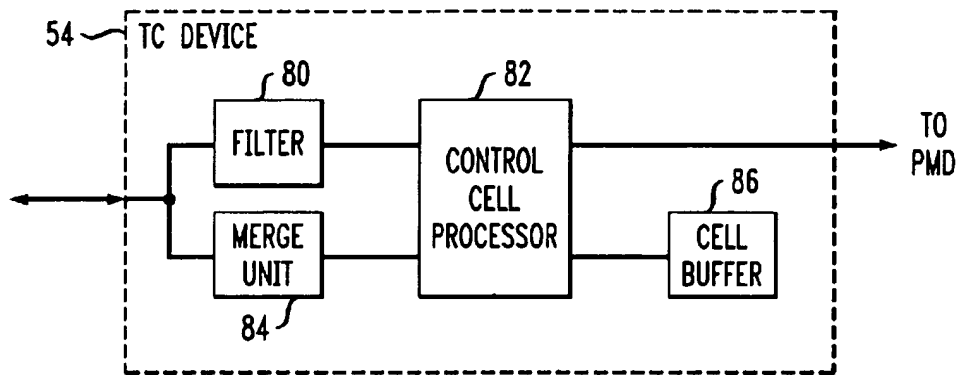 54
TC DEVICE
80
FILTER
82
CONTROL
CELL
PROCESSOR
TO
PMD
MERGE
UNIT
84
86
CELL
BUFFER